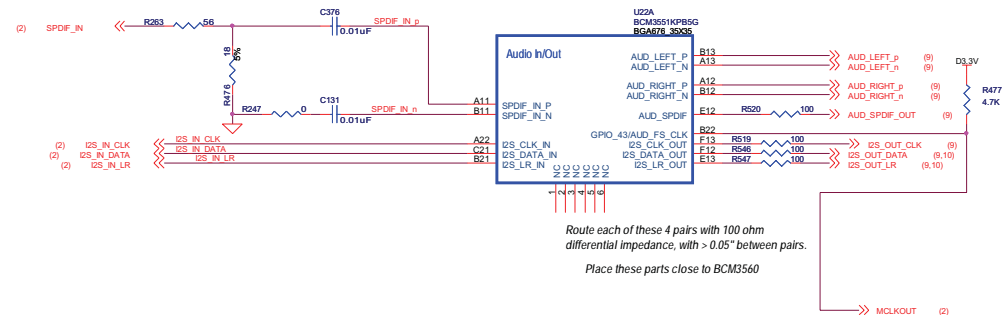 U22A
BCM3551KPB5G
BGA676_35X35
(2) SPDIF_IN
R263 56
C376
0.01uF
SPDIF_IN_p
R476
18
5%
R247 0
C131
0.01uF
SPDIF_IN_n
(2) I2S_IN_CLK I2S_IN_CLK
(2) I2S_IN_DATA I2S_IN_DATA
(2) I2S_IN_LR I2S_IN_LR
Audio In/Out
A11 SPDIF_IN_P
B11 SPDIF_IN_N
A22 I2S_CLK_IN
C21 I2S_DATA_IN
B21 I2S_LR_IN
AUD_LEFT_P B13 AUD_LEFT_p (9)
AUD_LEFT_N A13 AUD_LEFT_n (9)
AUD_RIGHT_P A12 AUD_RIGHT_p (9)
AUD_RIGHT_N B12 AUD_RIGHT_n (9)
AUD_SPDIF E12 R520 100 AUD_SPDIF_OUT (9)
GPIO_43/AUD_FS_CLK B22
I2S_CLK_OUT F13 R519 100 I2S_OUT_CLK (9)
I2S_DATA_OUT F12 R546 100 I2S_OUT_DATA (9,10)
I2S_LR_OUT E13 R547 100 I2S_OUT_LR (9,10)
D3.3V
R477
4.7K
NC NC NC NC NC NC
1 2 3 4 5 6
Route each of these 4 pairs with 100 ohm
differential impedance, with > 0.05" between pairs.
Place these parts close to BCM3560
MCLKOUT (2)